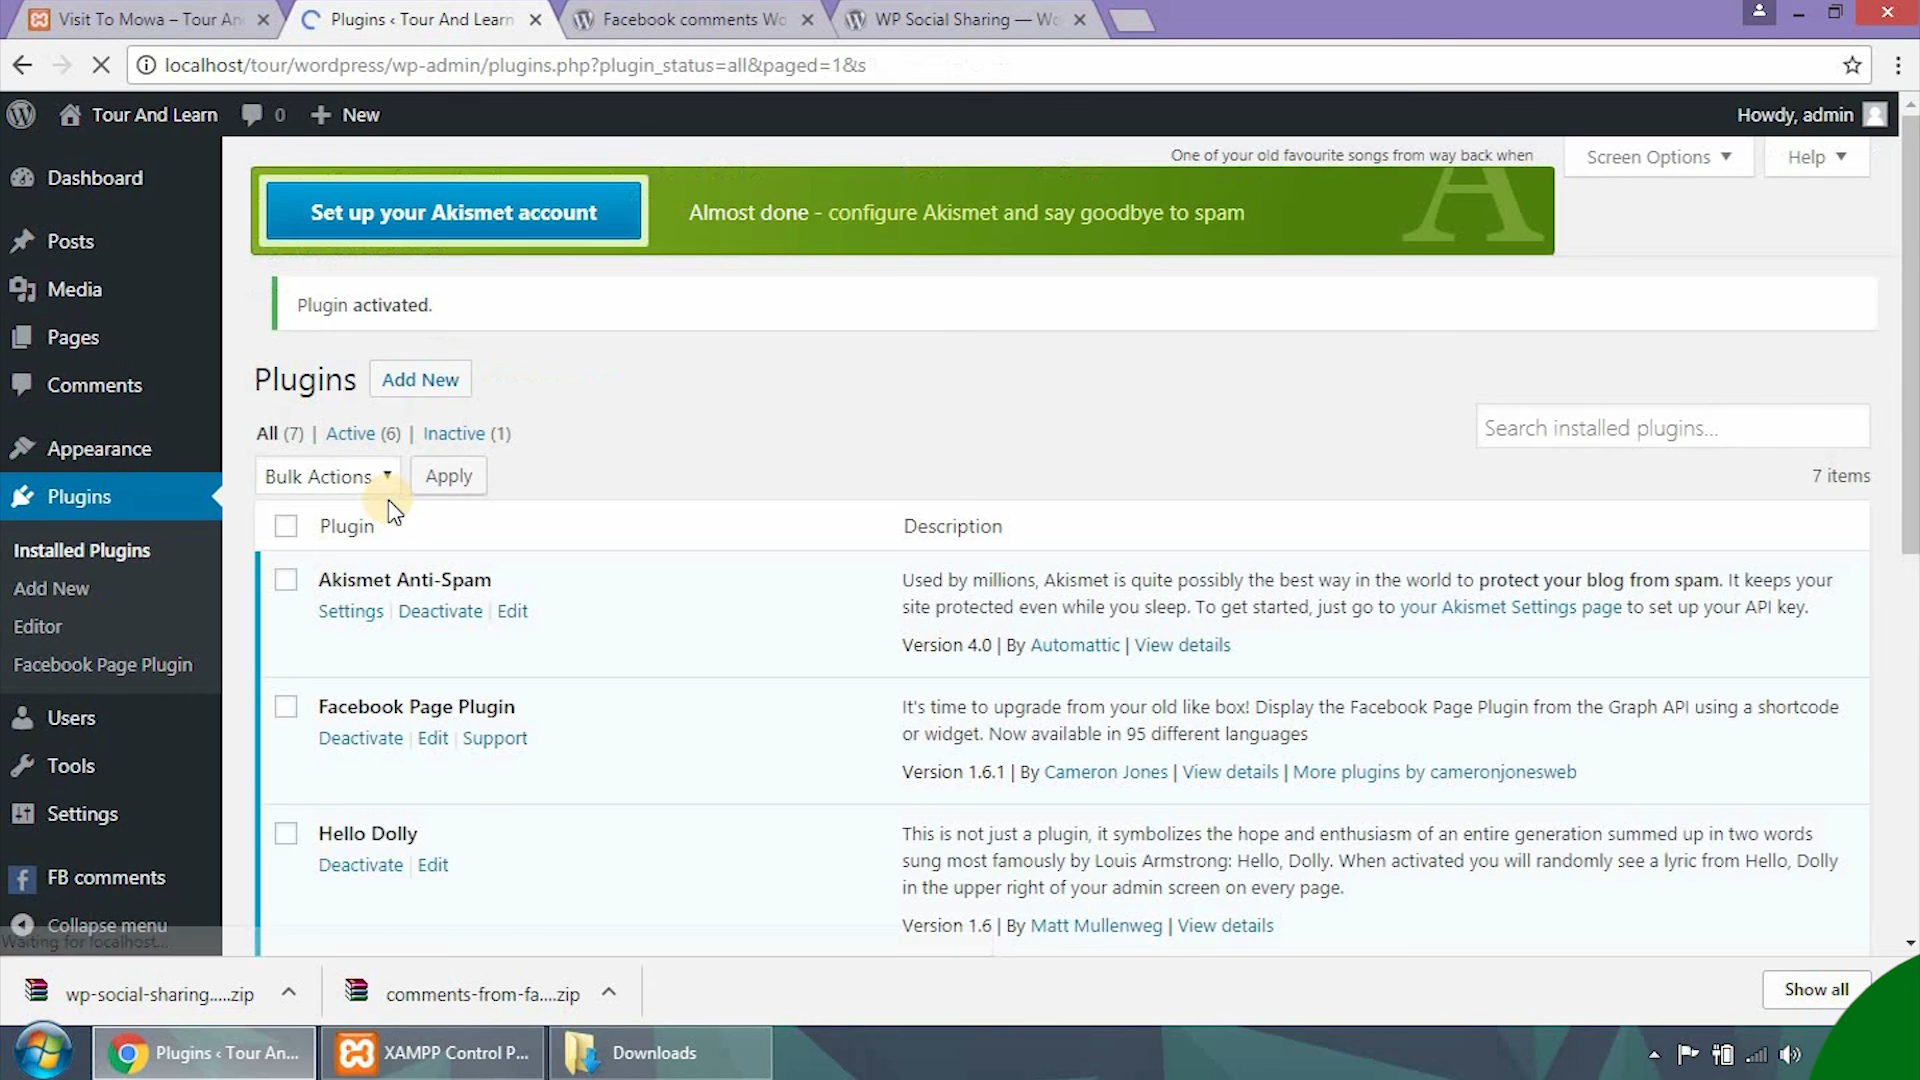 Visit To Mowa – Tour An
Plugins ‹ Tour And Learn
Facebook comments Wo
WP Social Sharing — Wo
localhost/tour/wordpress/wp-admin/plugins.php?plugin_status=all&paged=1&s
Tour And Learn
0
New
Howdy, admin
Dashboard
Posts
Media
Pages
Comments
Appearance
Plugins
Installed Plugins
Add New
Editor
Facebook Page Plugin
Users
Tools
Settings
FB comments
Collapse menu
Waiting for localhost...
One of your old favourite songs from way back when
Screen Options
Help
Set up your Akismet account
Almost done - configure Akismet and say goodbye to spam
Plugin activated.
Plugins
Add New
All (7) | Active (6) | Inactive (1)
Search installed plugins...
Bulk Actions
Apply
7 items
Plugin
Description
Akismet Anti-Spam
Settings | Deactivate | Edit
Used by millions, Akismet is quite possibly the best way in the world to protect your blog from spam. It keeps your
site protected even while you sleep. To get started, just go to your Akismet Settings page to set up your API key.
Version 4.0 | By Automattic | View details
Facebook Page Plugin
Deactivate | Edit | Support
It's time to upgrade from your old like box! Display the Facebook Page Plugin from the Graph API using a shortcode
or widget. Now available in 95 different languages
Version 1.6.1 | By Cameron Jones | View details | More plugins by cameronjonesweb
Hello Dolly
Deactivate | Edit
This is not just a plugin, it symbolizes the hope and enthusiasm of an entire generation summed up in two words
sung most famously by Louis Armstrong: Hello, Dolly. When activated you will randomly see a lyric from Hello, Dolly
in the upper right of your admin screen on every page.
Version 1.6 | By Matt Mullenweg | View details
wp-social-sharing.....zip
comments-from-fa....zip
Show all
Plugins ‹ Tour An...
XAMPP Control P...
Downloads